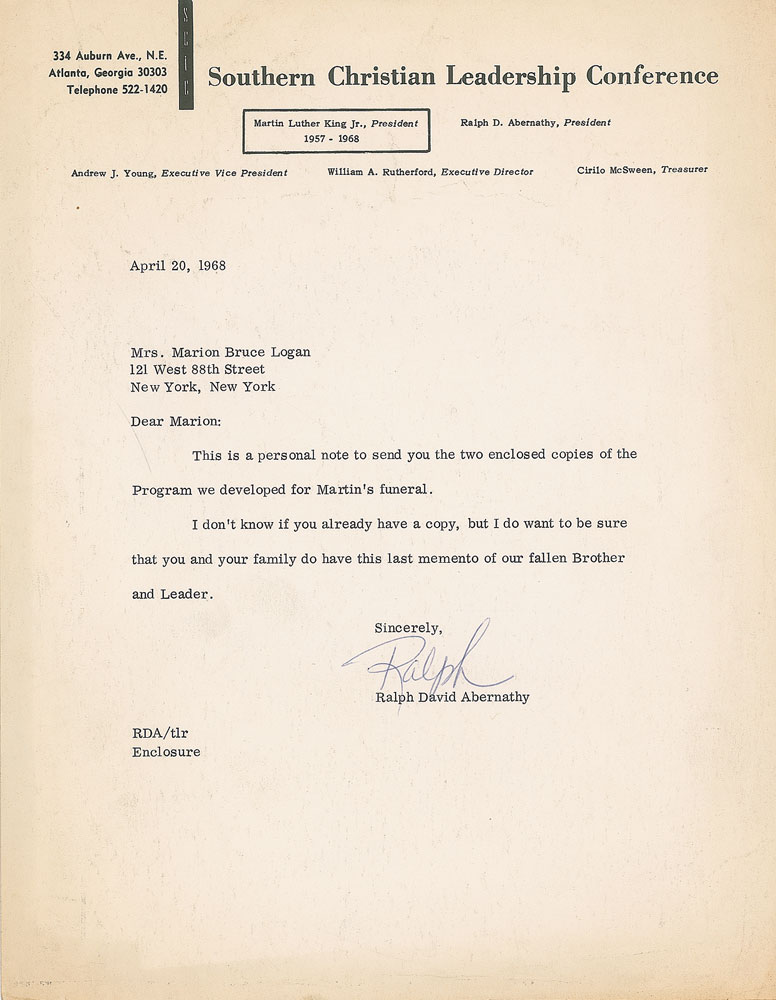 334 Auburn Ave., N.E.
Atlanta, Georgia 30303
Telephone 522-1420
SCLC
Southern Christian Leadership Conference
Martin Luther King Jr., President
1957 - 1968
Ralph D. Abernathy, President
Andrew J. Young, Executive Vice President William A. Rutherford, Executive Director Cirilo McSween, Treasurer
April 20, 1968
Mrs. Marion Bruce Logan
121 West 88th Street
New York, New York
Dear Marion:
This is a personal note to send you the two enclosed copies of the
Program we developed for Martin's funeral.
I don't know if you already have a copy, but I do want to be sure
that you and your family do have this last memento of our fallen Brother
and Leader.
Sincerely,
Ralph
Ralph David Abernathy
RDA/tlr
Enclosure